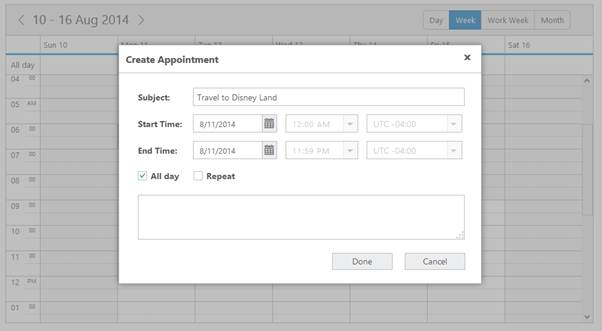 10 - 16 Aug 2014
Day Week Work Week Month
Sun 10 Mon 11 Tue 12 Wed 13 Thu 14 Fri 15 Sat 16
All day
Create Appointment
Subject: Travel to Disney Land
Start Time: 8/11/2014 12:00 AM UTC -04:00
End Time: 8/11/2014 11:59 PM UTC -04:00
All day Repeat
Done Cancel
04 00
05 AM
06 00
07 00
08 00
09 00
10 00
11 00
12 PM
01 00